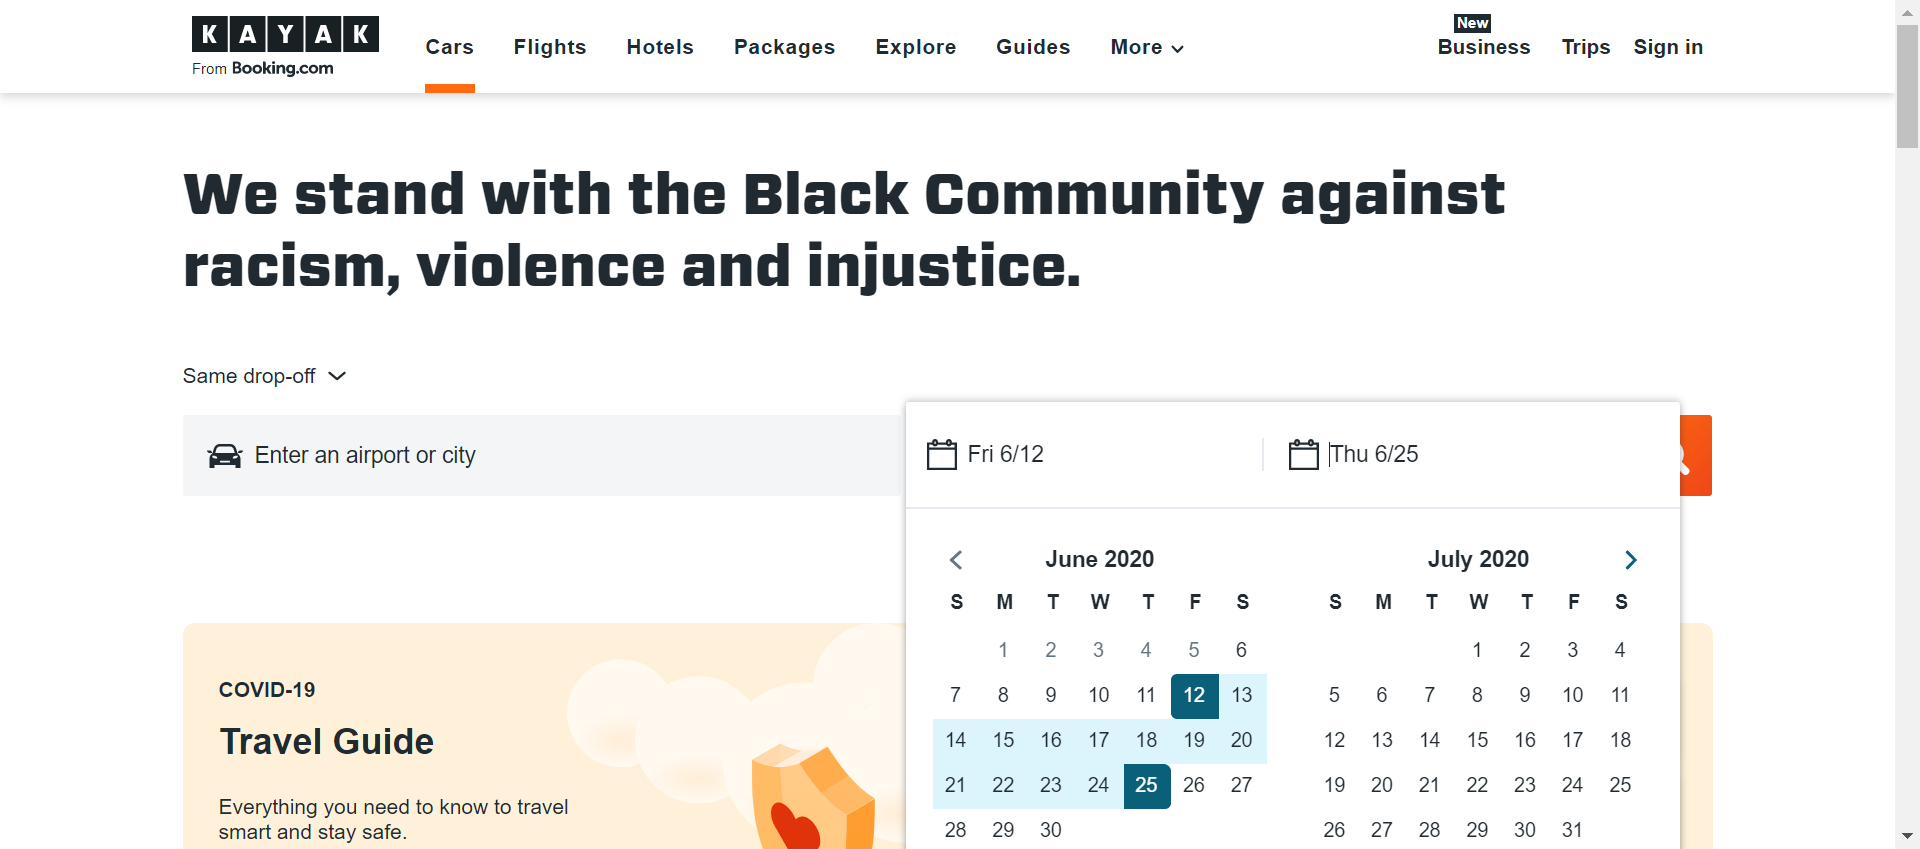 KAYAK
From Booking.com
Cars Flights Hotels Packages Explore Guides More
New
Business Trips Sign in
We stand with the Black Community against
racism, violence and injustice.
Same drop-off
Enter an airport or city
Fri 6/12 Thu 6/25
June 2020
S M T W T F S
1 2 3 4 5 6
7 8 9 10 11 12 13
14 15 16 17 18 19 20
21 22 23 24 25 26 27
28 29 30
July 2020
S M T W T F S
1 2 3 4
5 6 7 8 9 10 11
12 13 14 15 16 17 18
19 20 21 22 23 24 25
26 27 28 29 30 31
COVID-19
Travel Guide
Everything you need to know to travel
smart and stay safe.